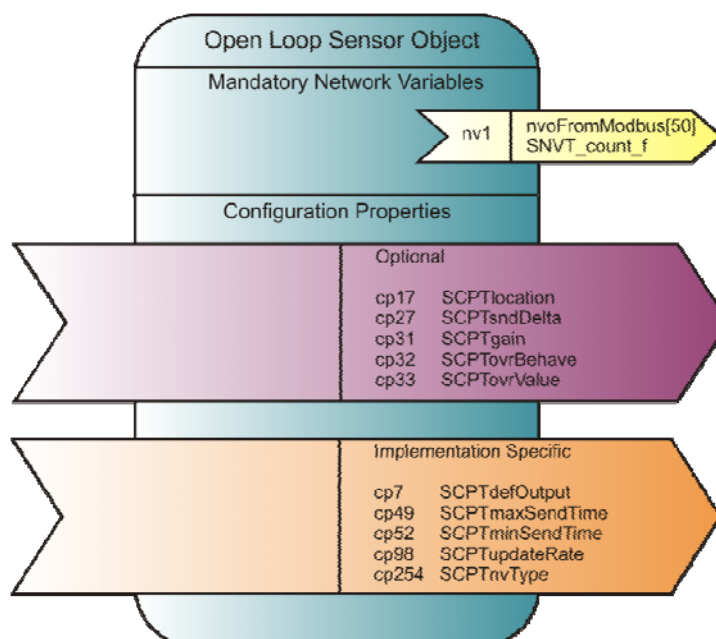 Open Loop Sensor Object
Mandatory Network Variables
nv1 nvoFromModbus[50]
SNVT_count_f
Configuration Properties
Optional
cp17 SCPTlocation
cp27 SCPTsndDelta
cp31 SCPTgain
cp32 SCPTovrBehave
cp33 SCPTovrValue
Implementation Specific
cp7 SCPTdefOutput
cp49 SCPTmaxSendTime
cp52 SCPTminSendTime
cp98 SCPTupdateRate
cp254 SCPTnvType